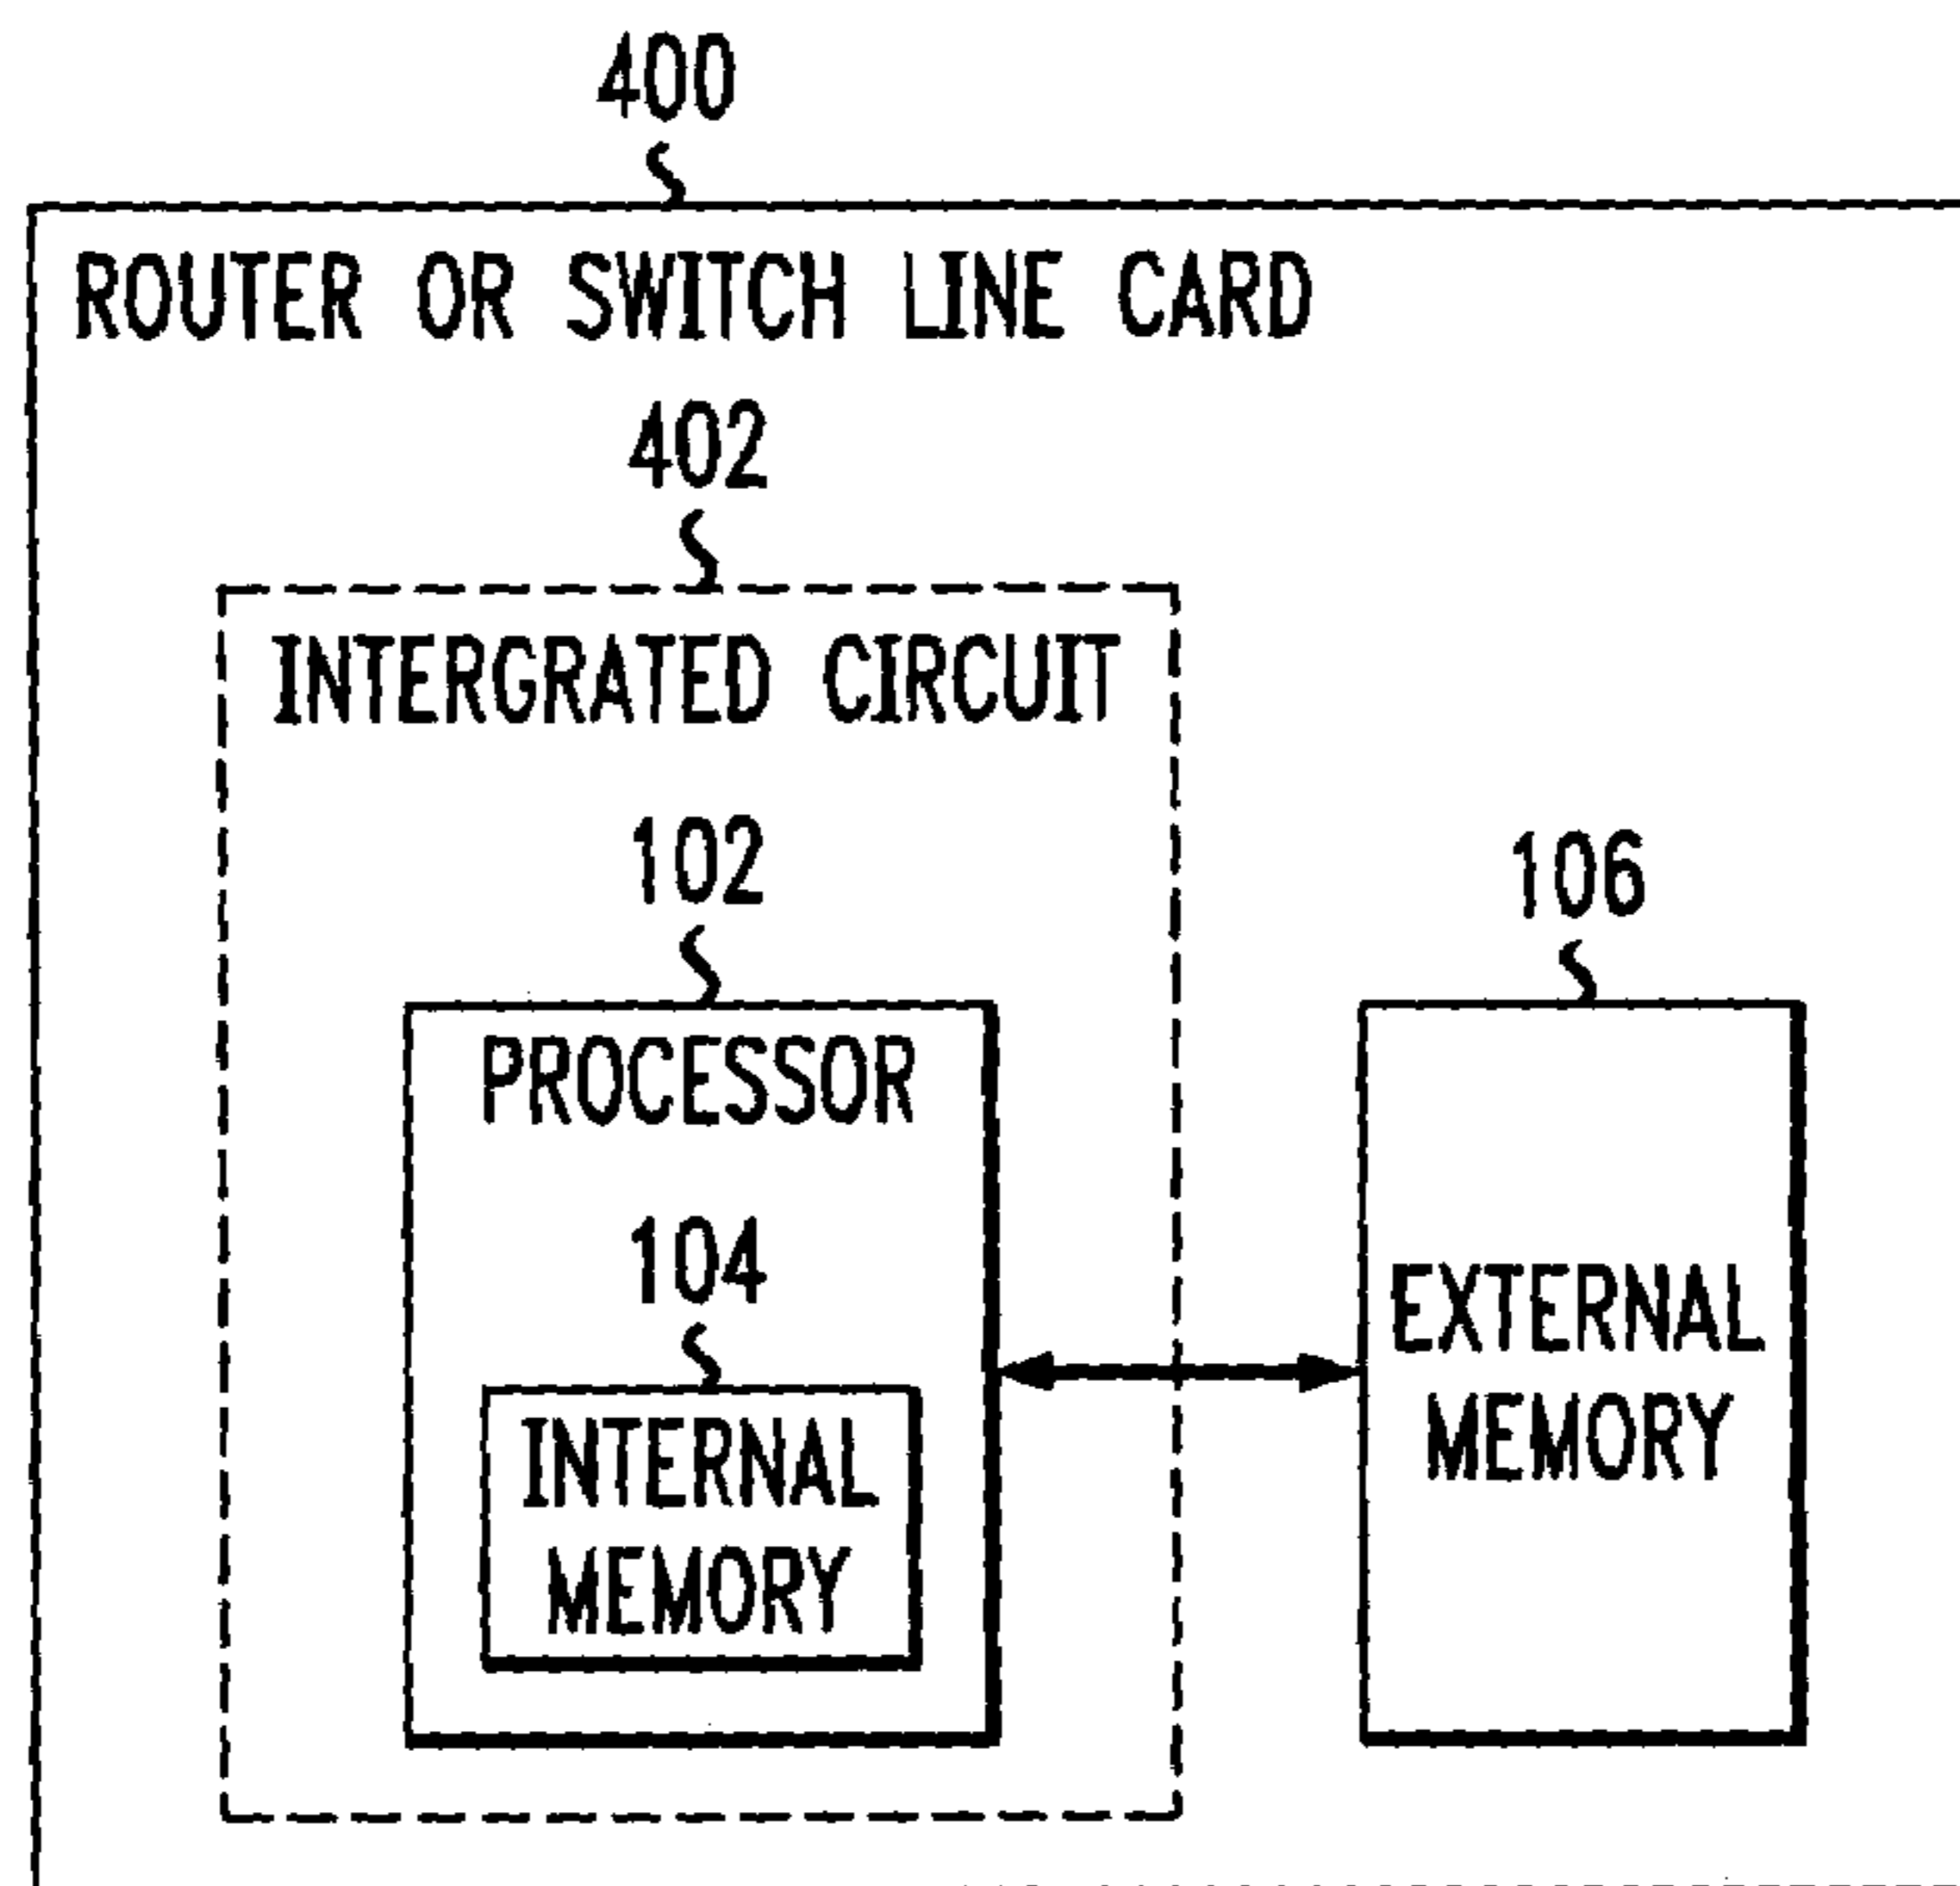 400
ROUTER OR SWITCH LINE CARD
402
INTERGRATED CIRCUIT
102
106
PROCESSOR
104
INTERNAL
MEMORY
EXTERNAL
MEMORY